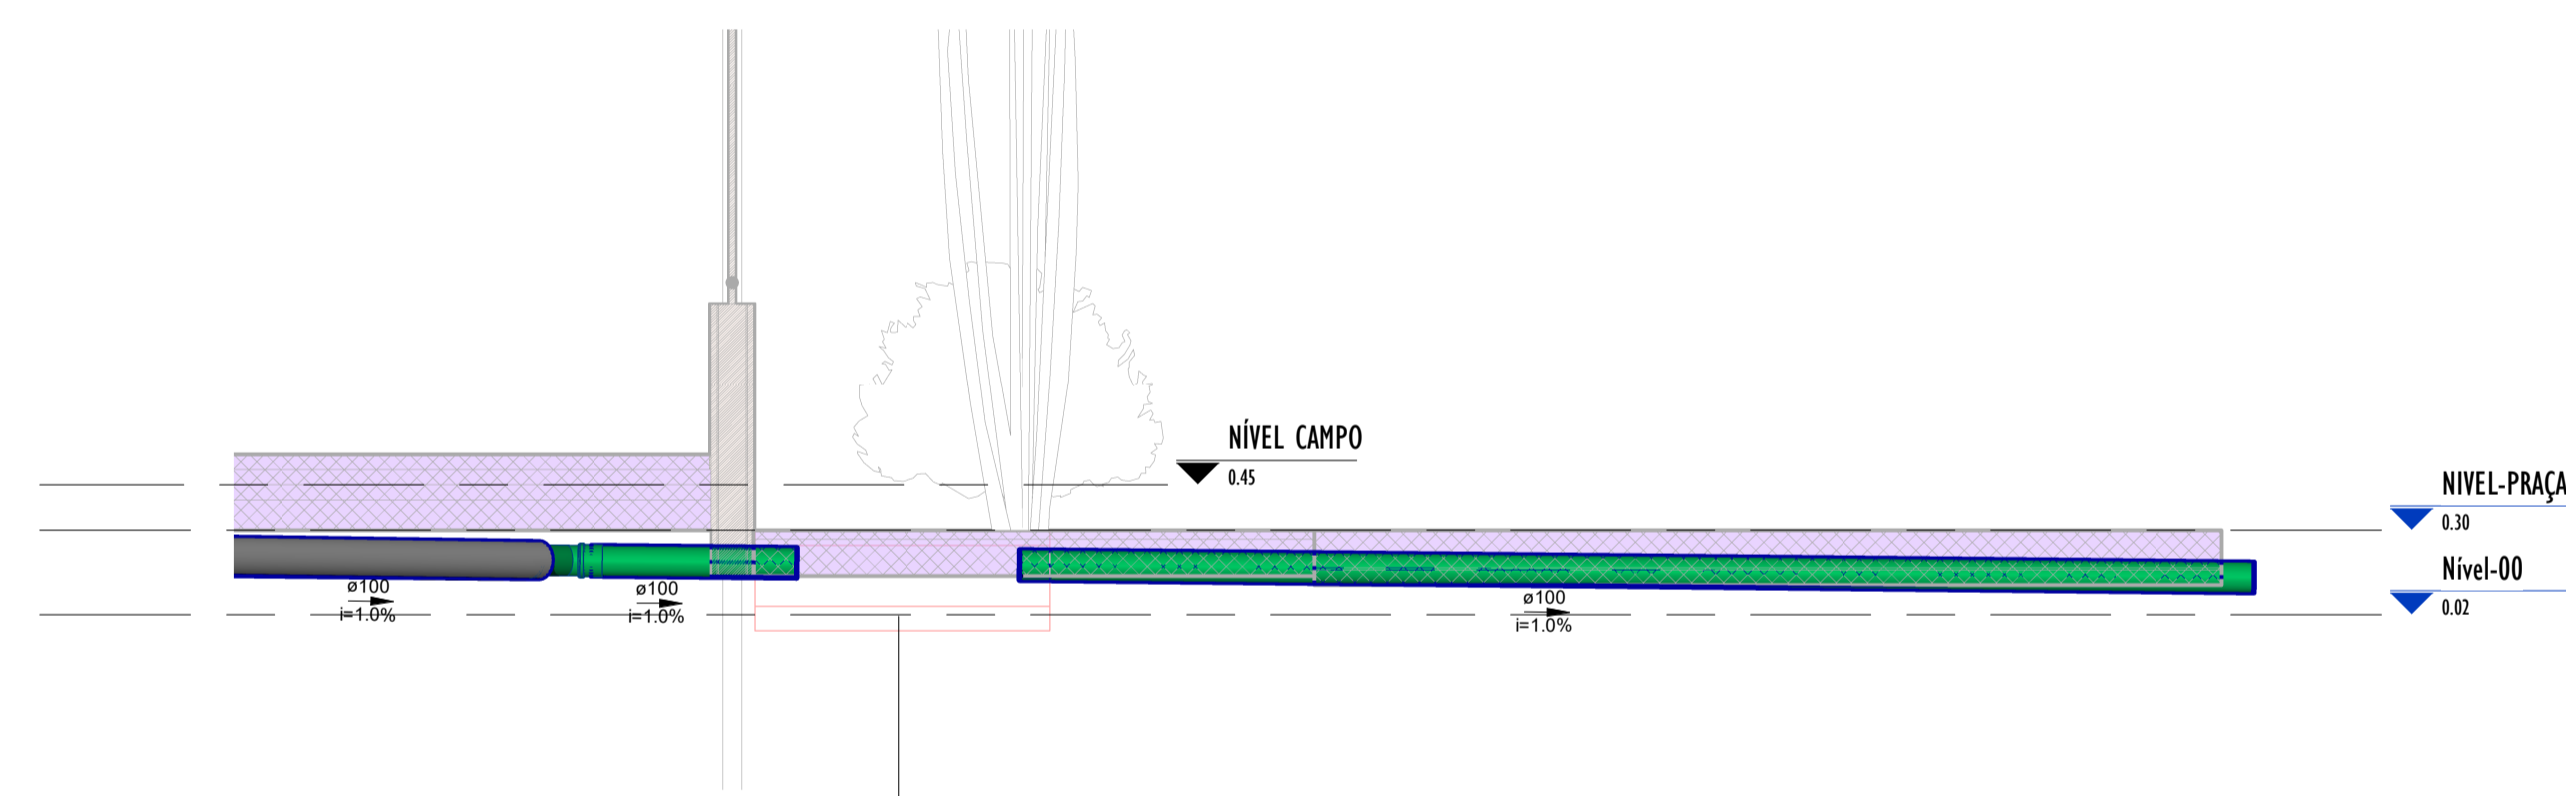 NÍVEL CAMPO
0.45
NIVEL-PRAÇA
0.30
Nível-00
0.02
ø100
i=1.0%
ø100
i=1.0%
ø100
i=1.0%